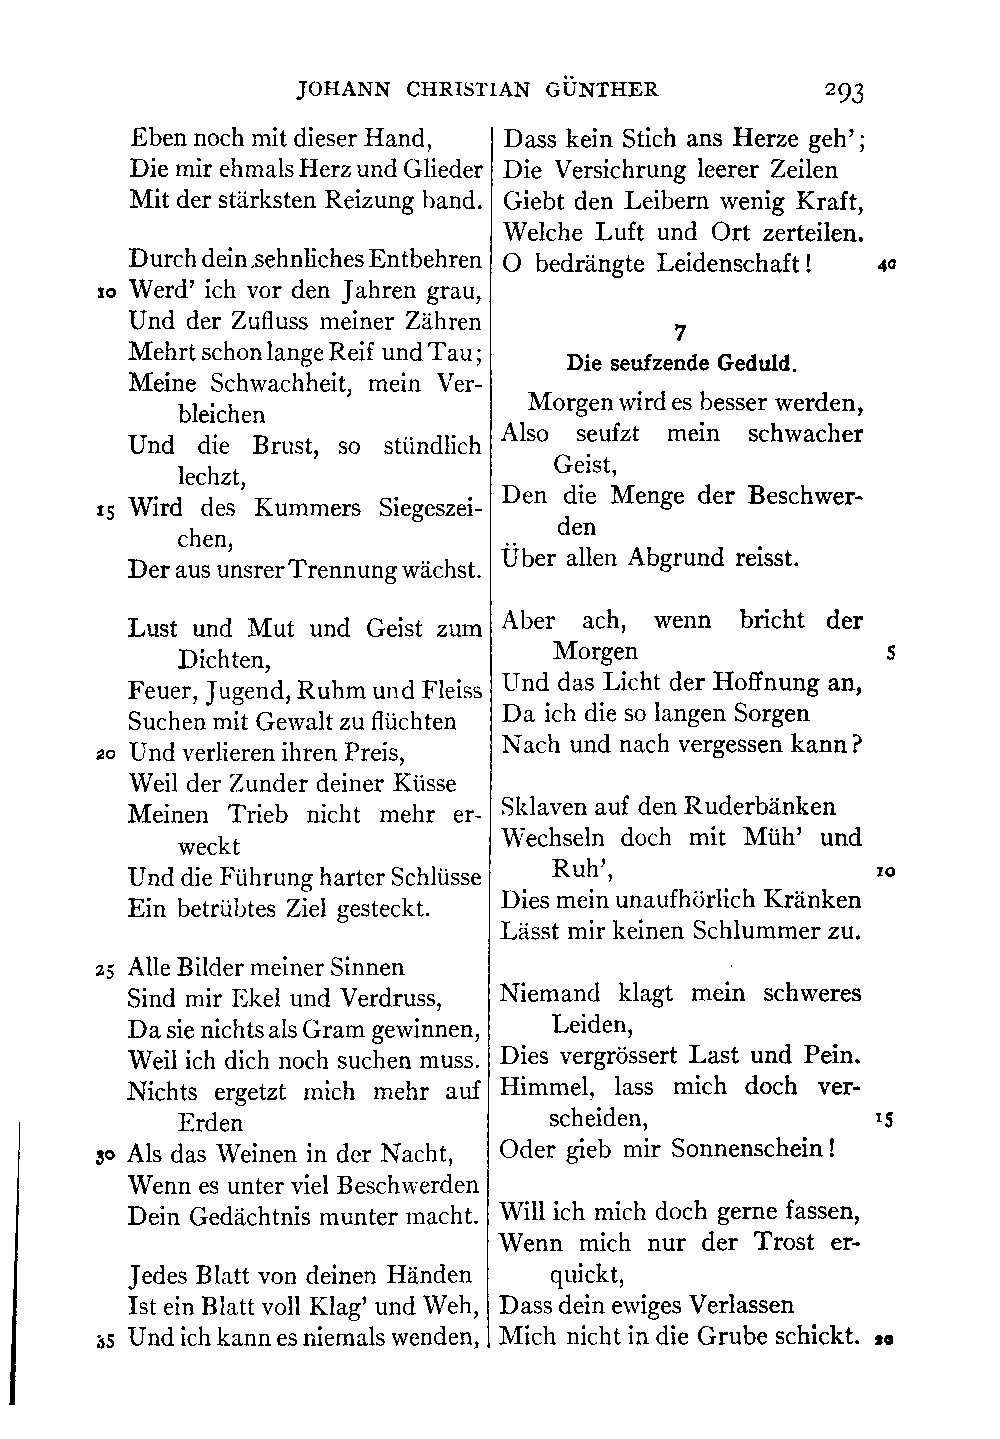 JOHANN CHRISTIAN GÜNTHER 293
Eben noch mit dieser Hand,
Die mir ehmals Herz und Glieder
Mit der stärksten Reizung band.
Durch dein sehnliches Entbehren
10 Werd' ich vor den Jahren grau,
Und der Zufluss meiner Zähren
Mehrt schon lange Reif und Tau;
Meine Schwachheit, mein Ver-
bleichen
Und die Brust, so stündlich
lechzt,
15 Wird des Kummers Siegeszei-
chen,
Der aus unsrer Trennung wächst.
Lust und Mut und Geist zum
Dichten,
Feuer, Jugend, Ruhm und Fleiss
Suchen mit Gewalt zu flüchten
20 Und verlieren ihren Preis,
Weil der Zunder deiner Küsse
Meinen Trieb nicht mehr er-
weckt
Und die Führung harter Schlüsse
Ein betrübtes Ziel gesteckt.
25 Alle Bilder meiner Sinnen
Sind mir Ekel und Verdruss,
Da sie nichts als Gram gewinnen,
Weil ich dich noch suchen muss.
Nichts ergetzt mich mehr auf
Erden
30 Als das Weinen in der Nacht,
Wenn es unter viel Beschwerden
Dein Gedächtnis munter macht.
Jedes Blatt von deinen Händen
Ist ein Blatt voll Klag' und Weh,
35 Und ich kann es niemals wenden,
Dass kein Stich ans Herze geh';
Die Versichrung leerer Zeilen
Giebt den Leibern wenig Kraft,
Welche Luft und Ort zerteilen.
O bedrängte Leidenschaft! 40
7
Die seufzende Geduld.
Morgen wird es besser werden,
Also seufzt mein schwacher
Geist,
Den die Menge der Beschwer-
den
Über allen Abgrund reisst.
Aber ach, wenn bricht der
Morgen 5
Und das Licht der Hoffnung an,
Da ich die so langen Sorgen
Nach und nach vergessen kann?
Sklaven auf den Ruderbänken
Wechseln doch mit Müh' und
Ruh', 10
Dies mein unaufhörlich Kränken
Lässt mir keinen Schlummer zu.
Niemand klagt mein schweres
Leiden,
Dies vergrössert Last und Pein.
Himmel, lass mich doch ver-
scheiden, 15
Oder gieb mir Sonnenschein!
Will ich mich doch gerne fassen,
Wenn mich nur der Trost er-
quickt,
Dass dein ewiges Verlassen
Mich nicht in die Grube schickt. 20